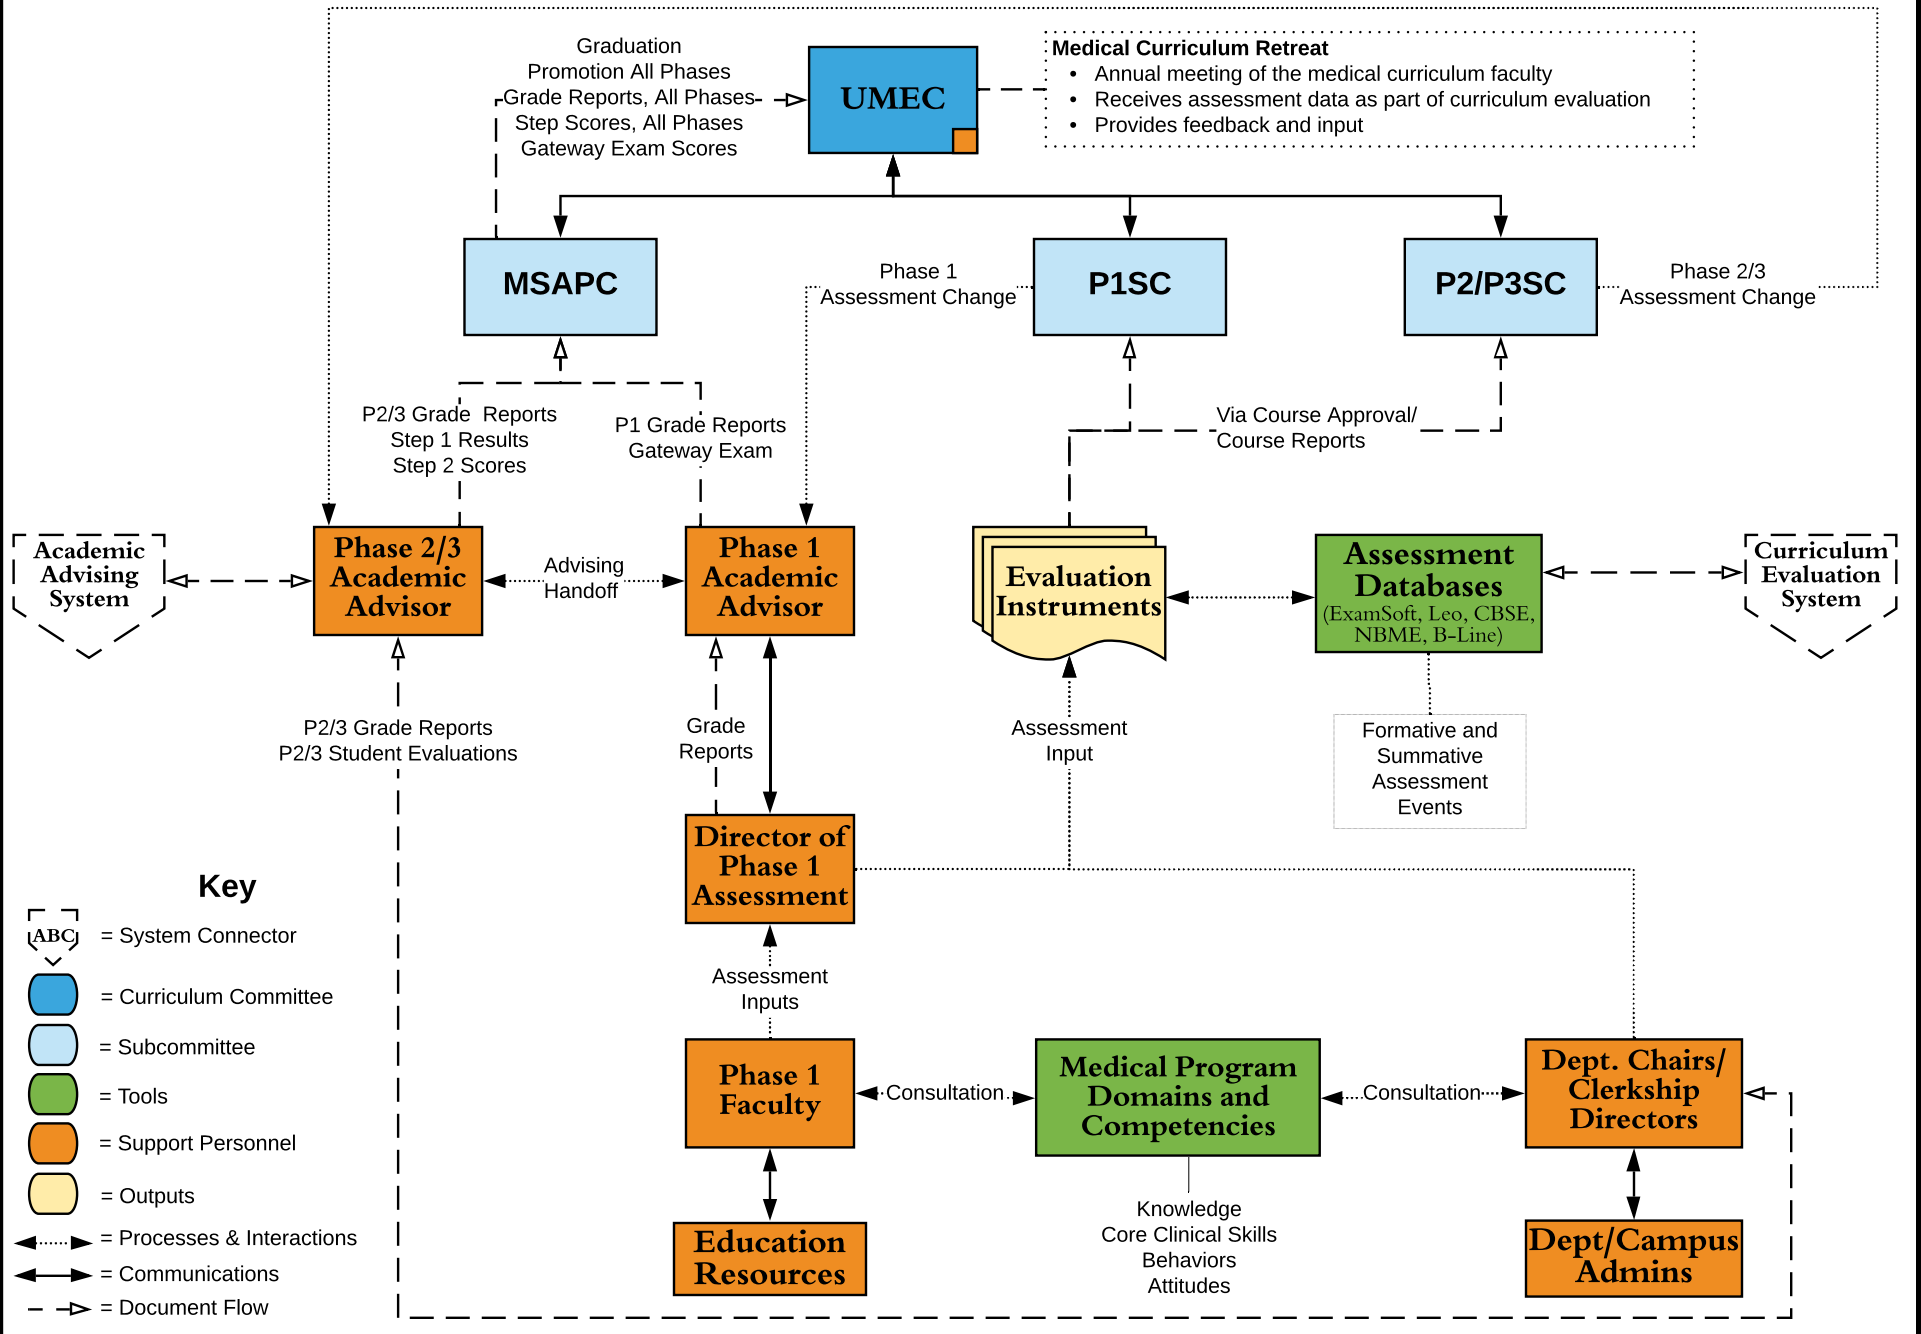 Graduation
Promotion All Phases
Grade Reports, All Phases
Step Scores, All Phases
Gateway Exam Scores
UMEC
Medical Curriculum Retreat
• Annual meeting of the medical curriculum faculty
• Receives assessment data as part of curriculum evaluation
• Provides feedback and input
MSAPC
Phase 1
Assessment Change
P1SC
P2/P3SC
Phase 2/3
Assessment Change
P2/3 Grade Reports
Step 1 Results
Step 2 Scores
P1 Grade Reports
Gateway Exam
Via Course Approval/
Course Reports
Academic
Advising
System
Phase 2/3
Academic
Advisor
Advising
Handoff
Phase 1
Academic
Advisor
Evaluation
Instruments
Assessment
Databases
(ExamSoft, Leo, CBSE,
NBME, B-Line)
Curriculum
Evaluation
System
P2/3 Grade Reports
P2/3 Student Evaluations
Grade
Reports
Assessment
Input
Formative and
Summative
Assessment
Events
Director of
Phase 1
Assessment
Assessment
Inputs
Phase 1
Faculty
Consultation
Medical Program
Domains and
Competencies
Consultation
Dept. Chairs/
Clerkship
Directors
Knowledge
Core Clinical Skills
Behaviors
Attitudes
Education
Resources
Dept/Campus
Admins
Key
ABC = System Connector
= Curriculum Committee
= Subcommittee
= Tools
= Support Personnel
= Outputs
= Processes & Interactions
= Communications
= Document Flow